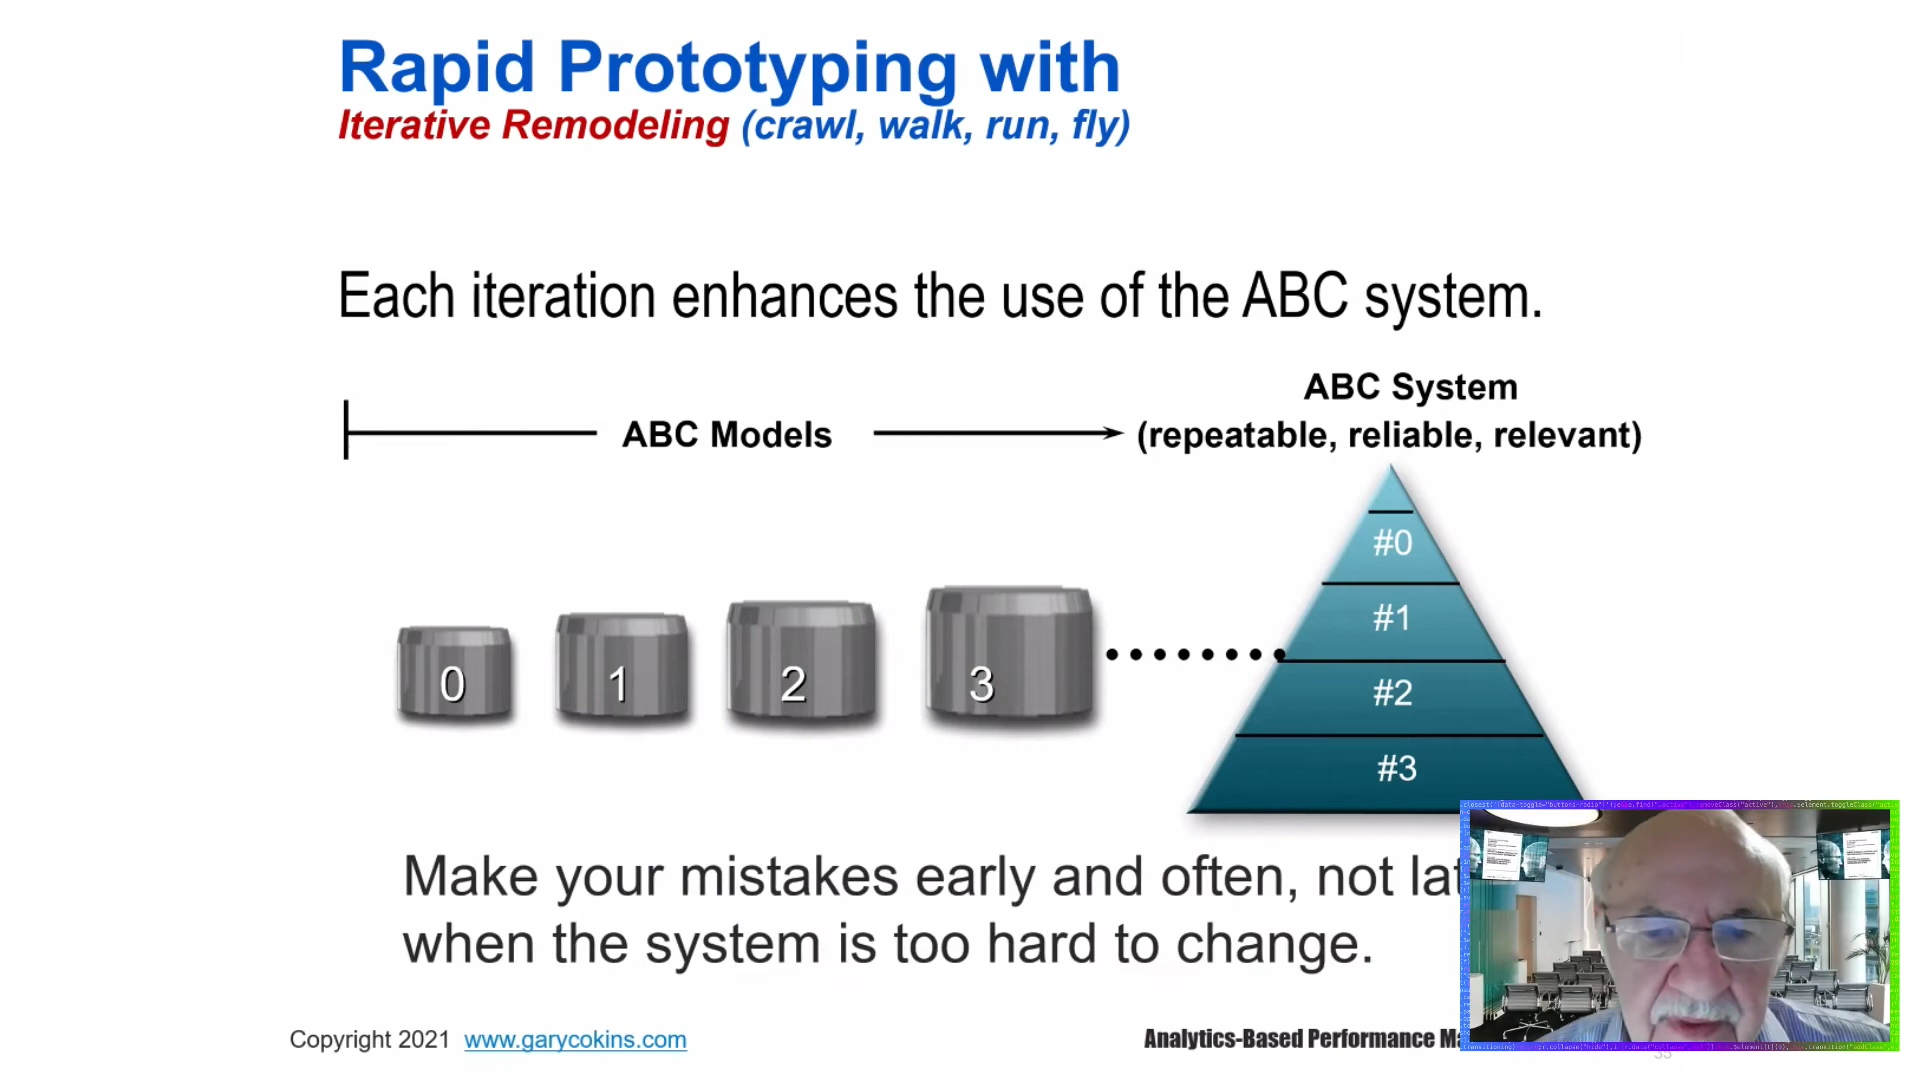 Rapid Prototyping with
Iterative Remodeling (crawl, walk, run, fly)
Each iteration enhances the use of the ABC system.
ABC System
ABC Models (repeatable, reliable, relevant)
#0
#1
0 1 2 3
#2
#3
Make your mistakes early and often, not
when the system is too hard to change.
Copyright 2021 www.garycokins.com Analytics-Based Performance
33